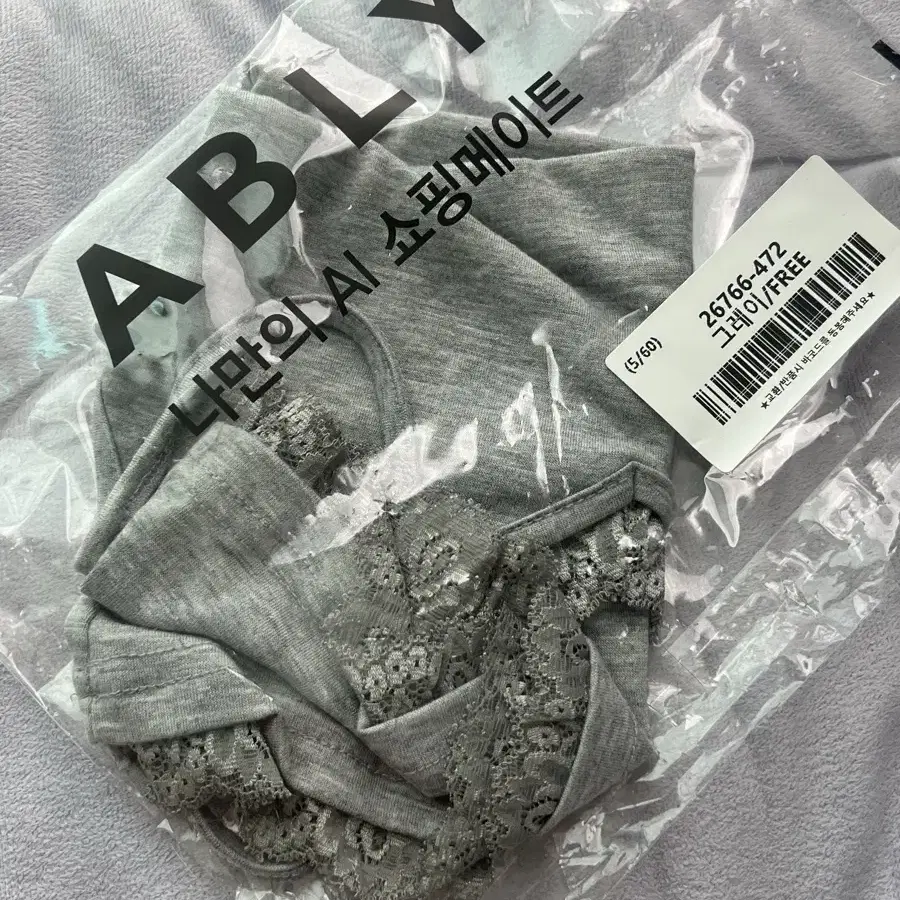 ABLY
나만의 AI 쇼핑메이트
26766-472
그레이/FREE
(5/60)
★교환/반품시 바코드를 동봉해주세요★